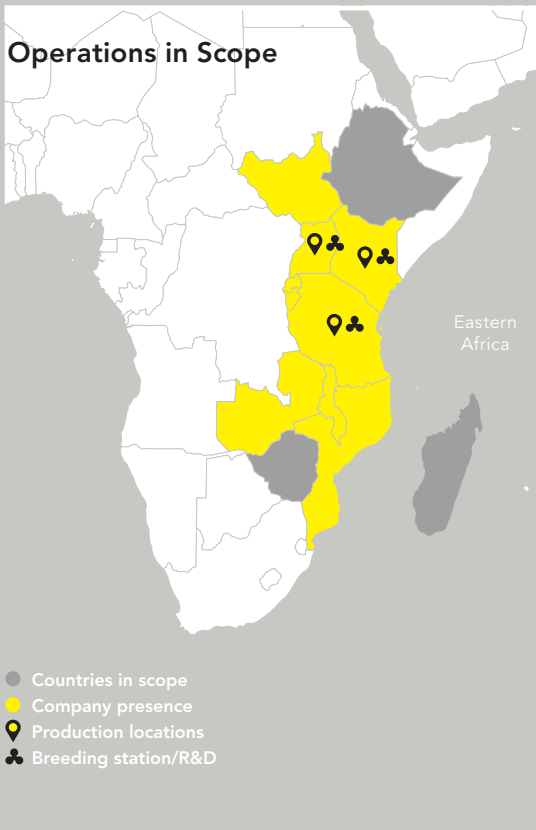 Operations in Scope
Eastern
Africa
Countries in scope
Company presence
Production locations
Breeding station/R&D